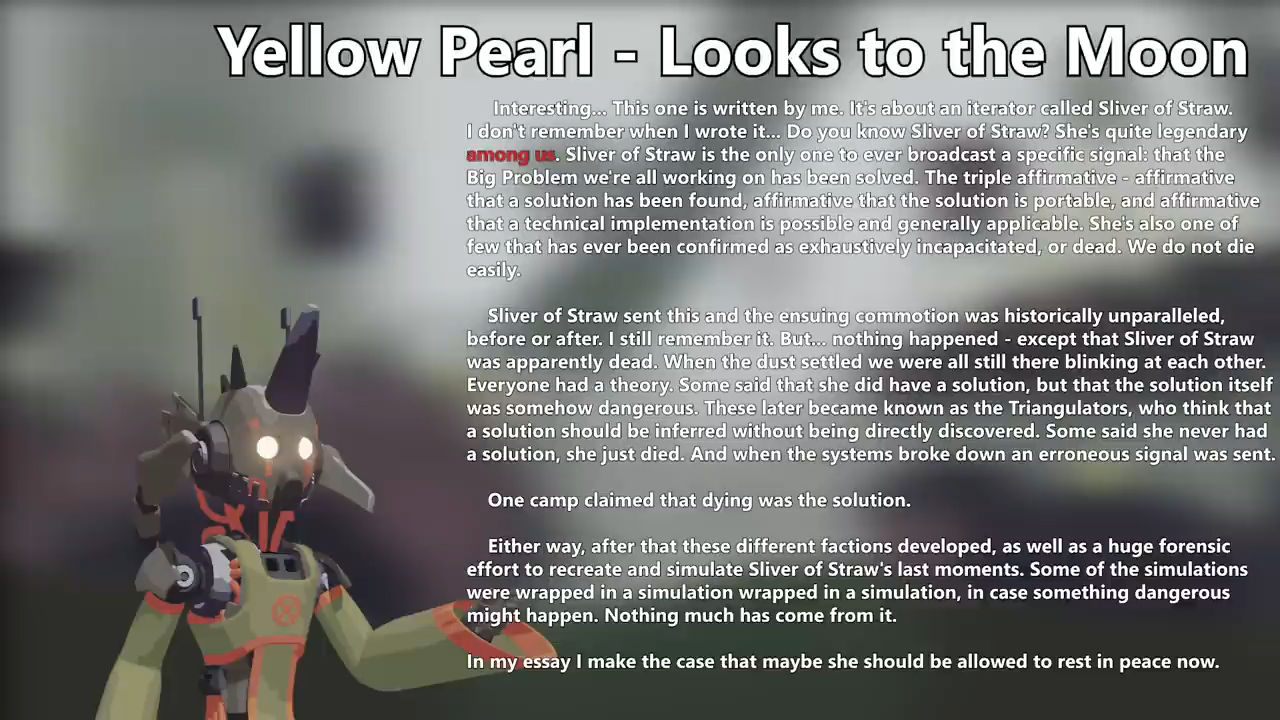 Yellow Pearl - Looks to the Moon
Interesting... This one is written by me. It's about an iterator called Sliver of Straw.
I don't remember when I wrote it... Do you know Sliver of Straw? She's quite legendary
among us. Sliver of Straw is the only one to ever broadcast a specific signal: that the
Big Problem we're all working on has been solved. The triple affirmative - affirmative
that a solution has been found, affirmative that the solution is portable, and affirmative
that a technical implementation is possible and generally applicable. She's also one of
few that has ever been confirmed as exhaustively incapacitated, or dead. We do not die
easily.
Sliver of Straw sent this and the ensuing commotion was historically unparalleled,
before or after. I still remember it. But... nothing happened - except that Sliver of Straw
was apparently dead. When the dust settled we were all still there blinking at each other.
Everyone had a theory. Some said that she did have a solution, but that the solution itself
was somehow dangerous. These later became known as the Triangulators, who think that
a solution should be inferred without being directly discovered. Some said she never had
a solution, she just died. And when the systems broke down an erroneous signal was sent.
One camp claimed that dying was the solution.
Either way, after that these different factions developed, as well as a huge forensic
effort to recreate and simulate Sliver of Straw's last moments. Some of the simulations
were wrapped in a simulation wrapped in a simulation, in case something dangerous
might happen. Nothing much has come from it.
In my essay I make the case that maybe she should be allowed to rest in peace now.